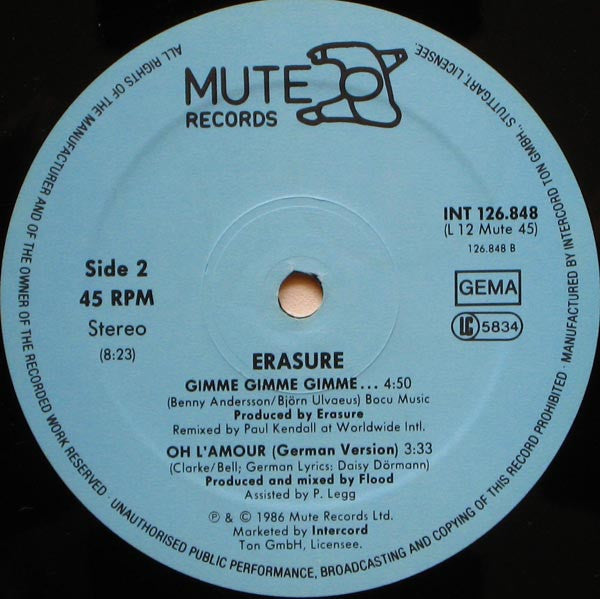 MUTE
RECORDS
INT 126.848
(L 12 Mute 45)
126.848 B
Side 2
45 RPM
Stereo
(8:23)
GEMA
LC 5834
ERASURE
GIMME GIMME GIMME... 4:50
(Benny Andersson/Björn Ulvaeus) Bocu Music
Produced by Erasure
Remixed by Paul Kendall at Worldwide Intl.
OH L'AMOUR (German Version) 3:33
(Clarke/Bell; German Lyrics: Daisy Dörmann)
Produced and mixed by Flood
Assisted by P. Legg
℗ & © 1986 Mute Records Ltd.
Marketed by Intercord
Ton GmbH, Licensee.
ALL RIGHTS OF THE MANUFACTURER AND OF THE OWNER OF THE RECORDED WORK RESERVED · UNAUTHORISED PUBLIC PERFORMANCE, BROADCASTING AND COPYING OF THIS RECORD PROHIBITED · MANUFACTURED BY INTERCORD TON GMBH., STUTTGART, LICENSEE.